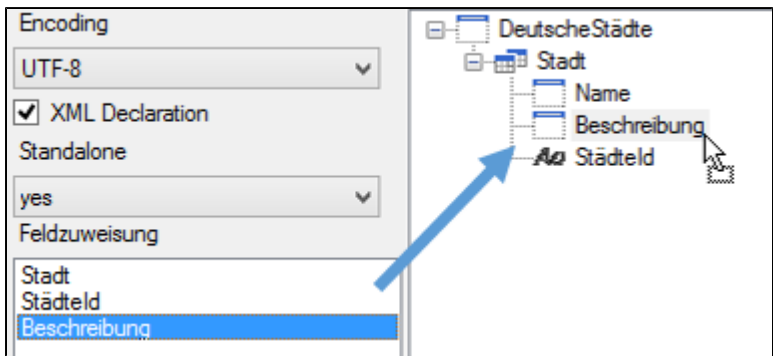 Encoding
UTF-8
XML Declaration
Standalone
yes
Feldzuweisung
Stadt
StädteId
Beschreibung
DeutscheStädte
Stadt
Name
Beschreibung
StädteId